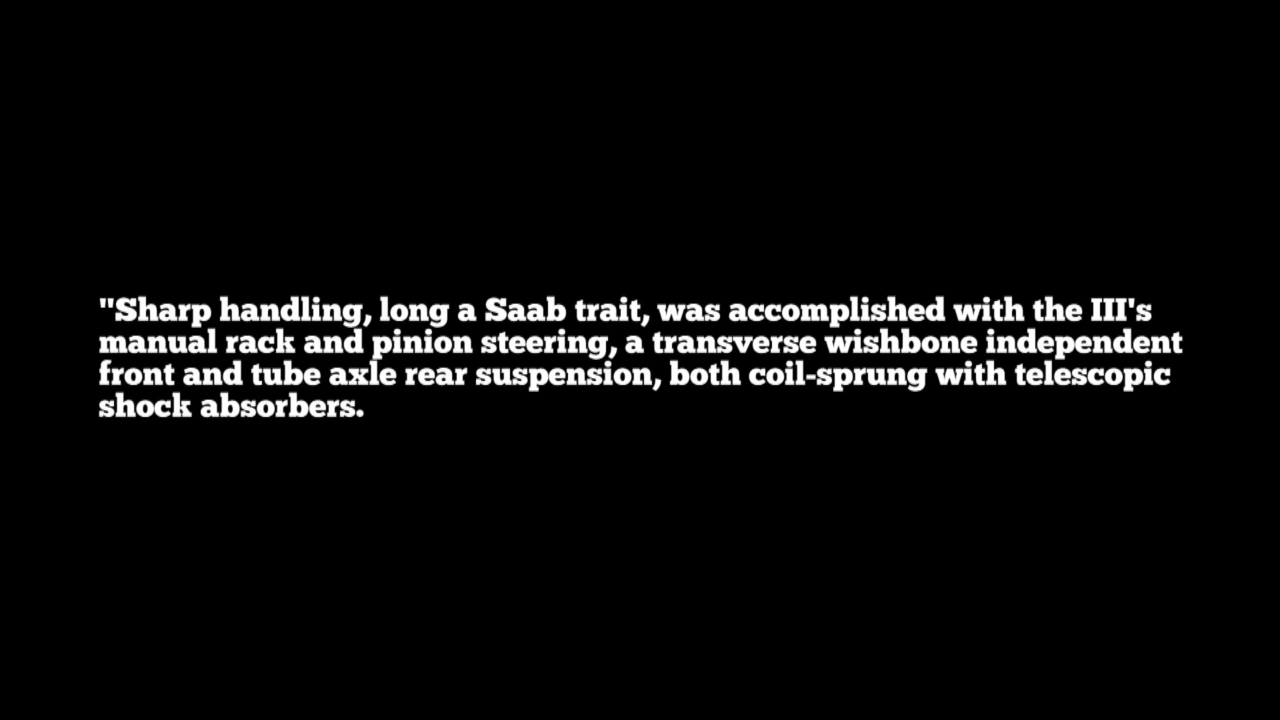 "Sharp handling, long a Saab trait, was accomplished with the III's
manual rack and pinion steering, a transverse wishbone independent
front and tube axle rear suspension, both coil-sprung with telescopic
shock absorbers.